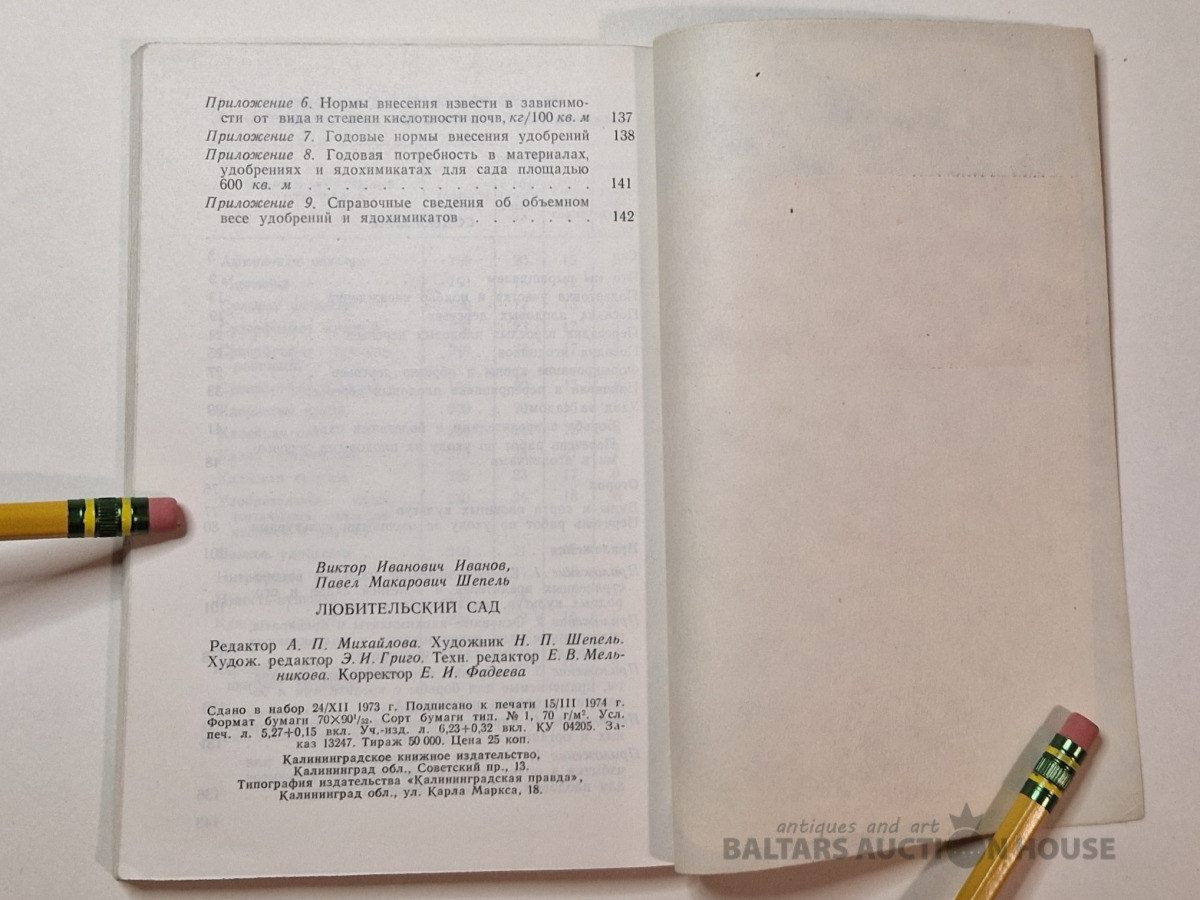 Приложение 6. Нормы внесения извести в зависимо-
сти от вида и степени кислотности почв, кг/100 кв. м 137
Приложение 7. Годовые нормы внесения удобрений 138
Приложение 8. Годовая потребность в материалах,
удобрениях и ядохимикатах для сада площадью
600 кв. м . . . . . . . . . . . . . . . 141
Приложение 9. Справочные сведения об объемном
весе удобрений и ядохимикатов . . . . . . . 142
Виктор Иванович Иванов,
Павел Макарович Шепель
ЛЮБИТЕЛЬСКИЙ САД
Редактор А. П. Михайлова. Художник Н. П. Шепель.
Худож. редактор Э. И. Григо. Техн. редактор Е. В. Мель-
никова. Корректор Е. И. Фадеева
Сдано в набор 24/XII 1973 г. Подписано к печати 15/III 1974 г.
Формат бумаги 70×90¹/₃₂. Сорт бумаги тип. № 1, 70 г/м². Усл.
печ. л. 5,27+0,15 вкл. Уч.-изд. л. 6,23+0,32 вкл. КУ 04205. За-
каз 13247. Тираж 50 000. Цена 25 коп.
Калининградское книжное издательство,
Калининград обл., Советский пр., 13.
Типография издательства «Калининградская правда»,
Калининград обл., ул. Карла Маркса, 18.
antiques and art
BALTARS AUCTION HOUSE